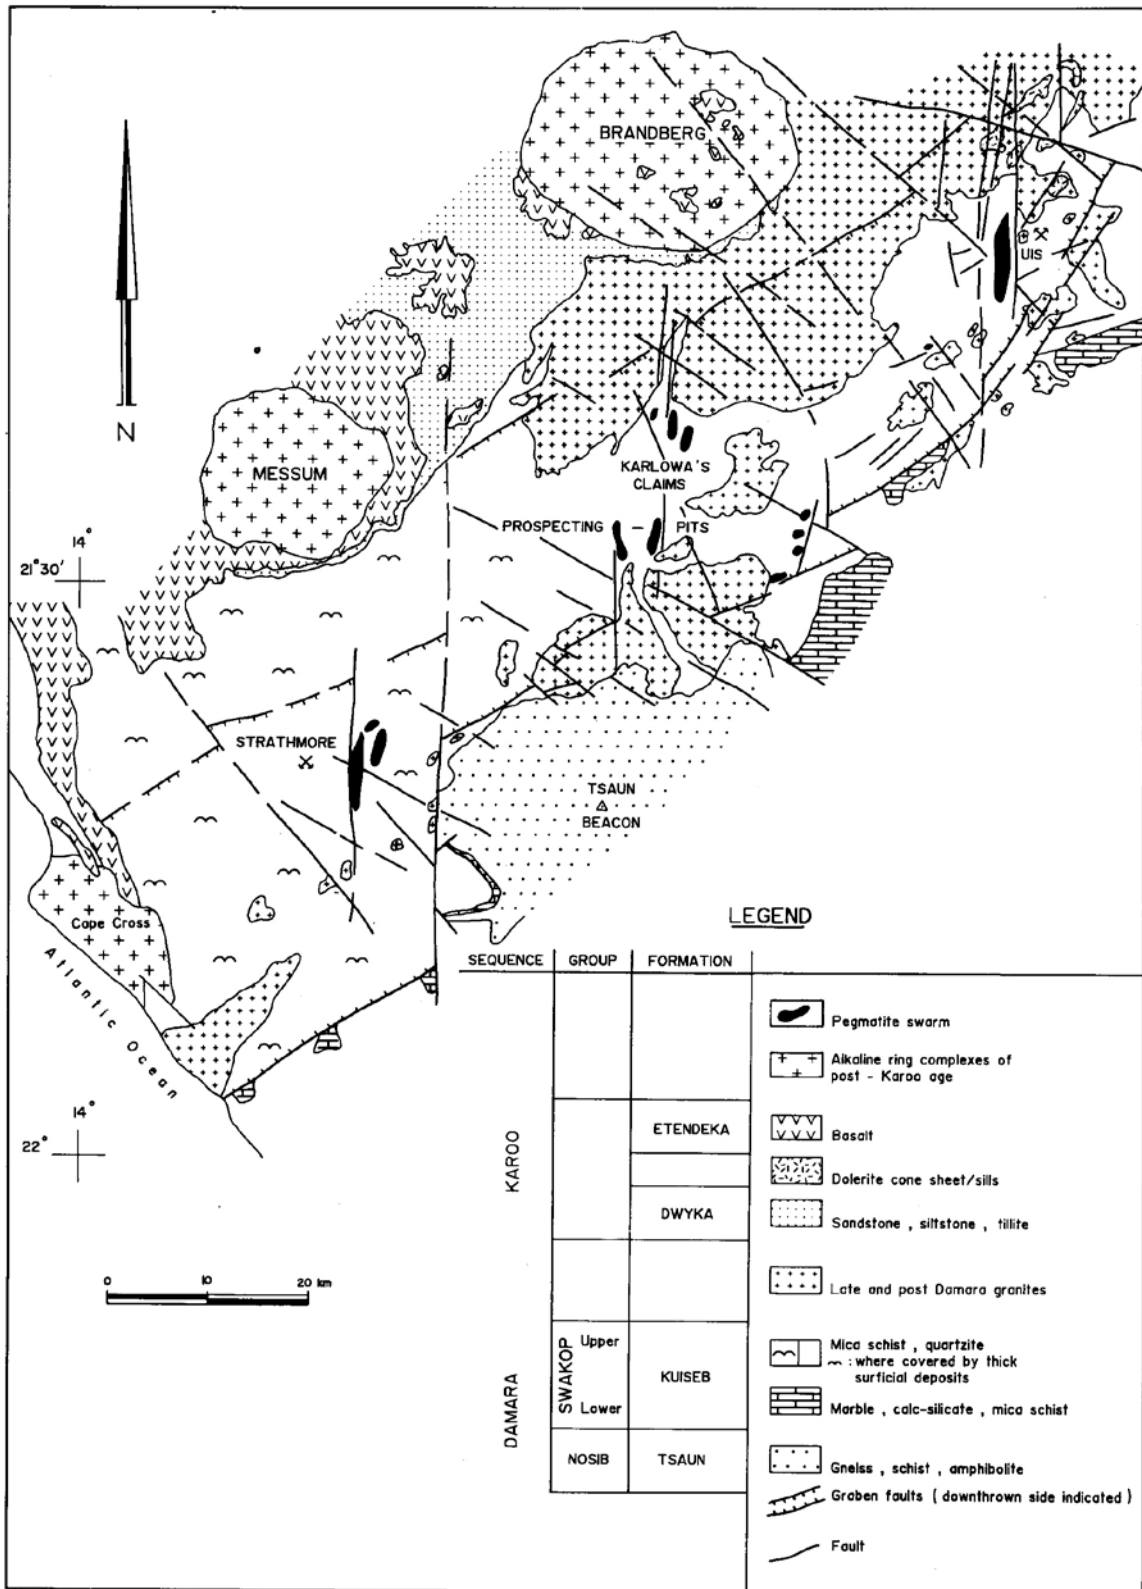 BRANDBERG
UIS
N
MESSUM
KARLOWA'S
CLAIMS
PROSPECTING — PITS
14°
21°30'
STRATHMORE
TSAUN
BEACON
Cape Cross
Atlantic Ocean
14°
22°
0 10 20 km
LEGEND
SEQUENCE GROUP FORMATION
KAROO
ETENDEKA
DWYKA
DAMARA
SWAKOP
Upper
Lower
KUISEB
NOSIB TSAUN
Pegmatite swarm
Alkaline ring complexes of
post - Karoo age
Basalt
Dolerite cone sheet/sills
Sandstone , siltstone , tillite
Late and post Damara granites
Mica schist , quartzite
: where covered by thick
surficial deposits
Marble , calc-silicate , mica schist
Gneiss , schist , amphibolite
Graben faults ( downthrown side indicated )
Fault